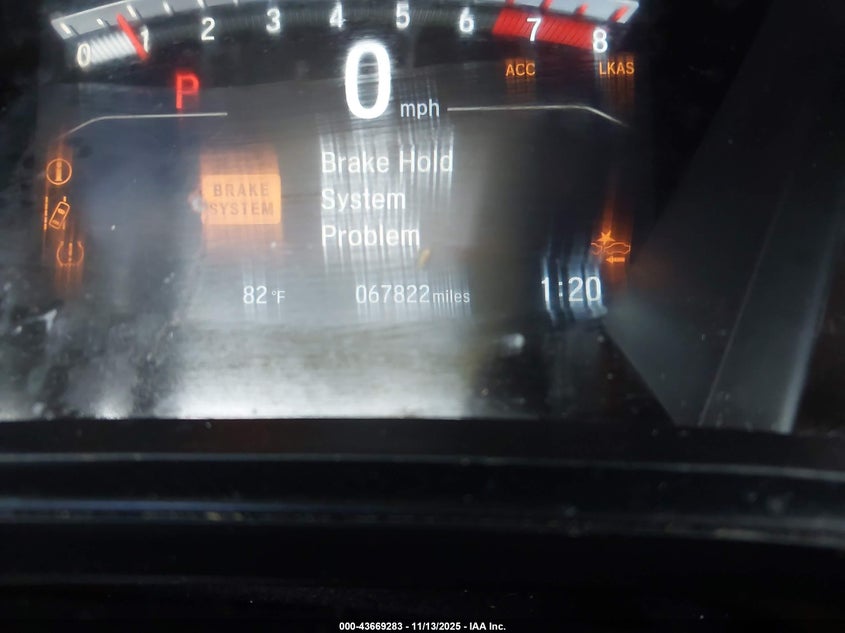 0 1 2 3 4 5 6 7 8
P 0 mph ACC LKAS
BRAKE
SYSTEM
Brake Hold
System
Problem
82 °F 067822 miles 1:20
000-43669283 - 11/13/2025 - IAA Inc.